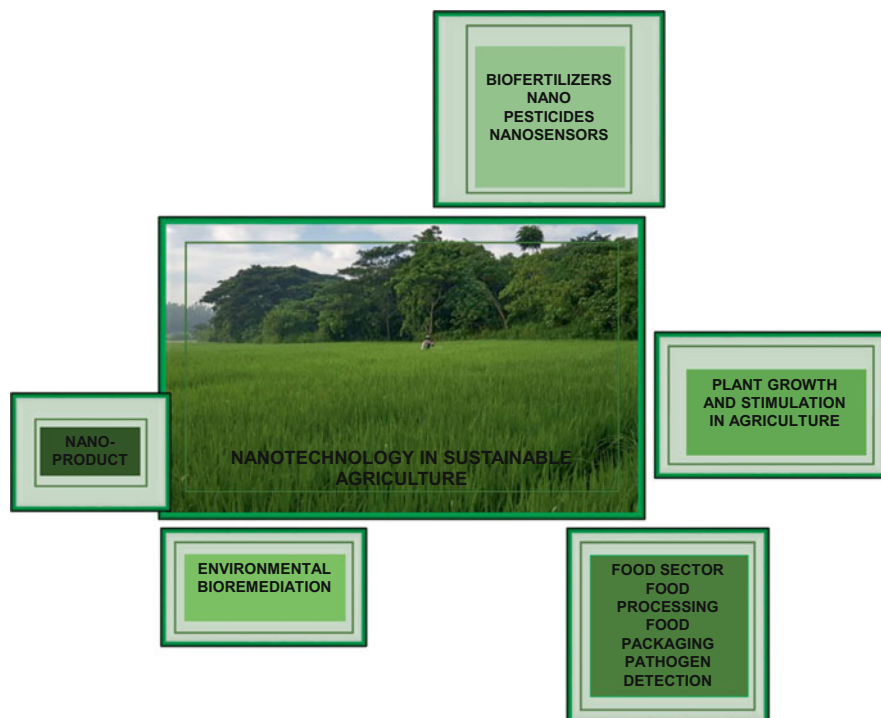 BIOFERTILIZERS
NANO
PESTICIDES
NANOSENSORS
PLANT GROWTH
AND STIMULATION
IN AGRICULTURE
NANO-
PRODUCT
NANOTECHNOLOGY IN SUSTAINABLE
AGRICULTURE
ENVIRONMENTAL
BIOREMEDIATION
FOOD SECTOR
FOOD
PROCESSING
FOOD
PACKAGING
PATHOGEN
DETECTION